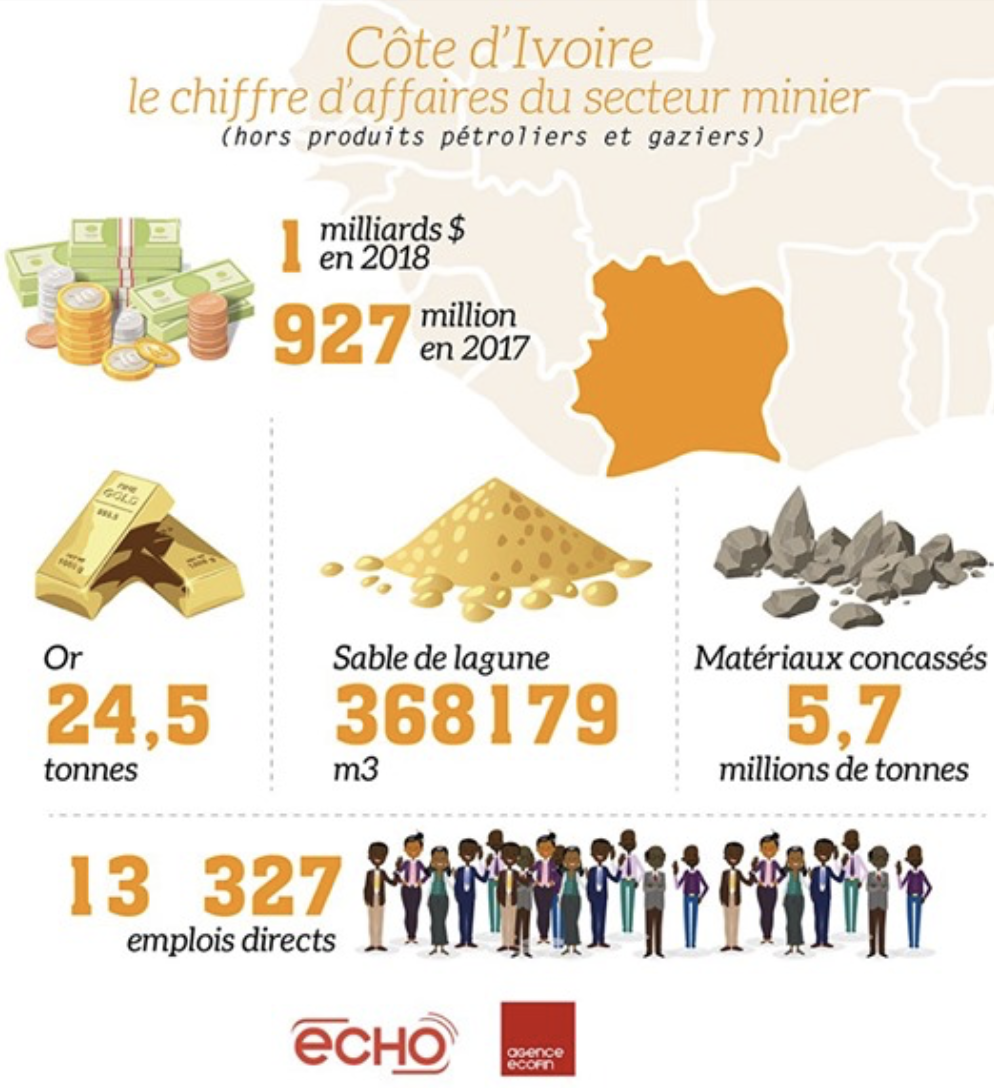 Côte d'Ivoire
le chiffre d'affaires du secteur minier
(hors produits pétroliers et gaziers)
1 milliards $
en 2018
927 million
en 2017
FINE
GOLD
999.9
Or
24,5
tonnes
Sable de lagune
368179
m3
Matériaux concassés
5,7
millions de tonnes
13 327
emplois directs
echo
agence
ecofin